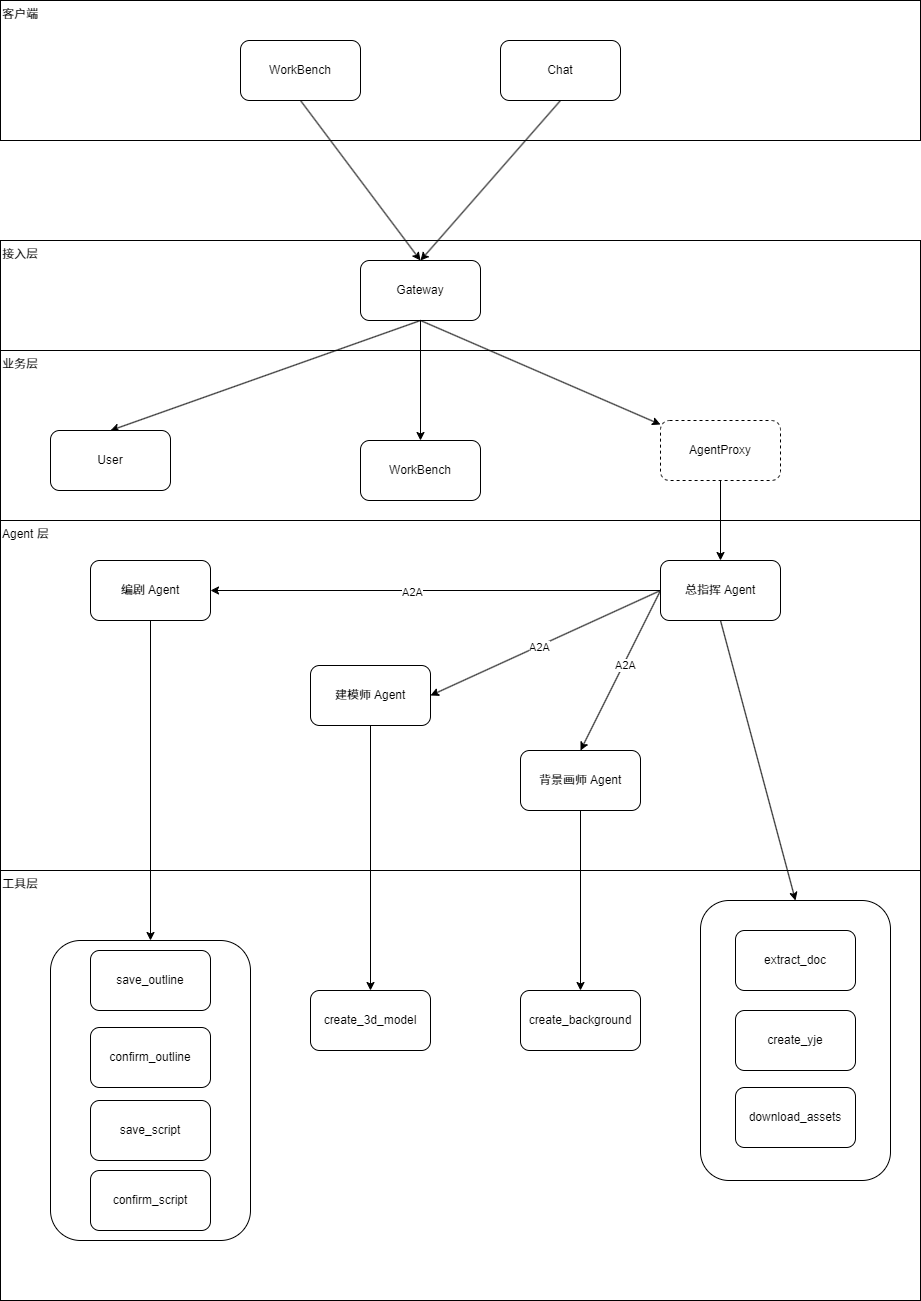 客户端
WorkBench
Chat
接入层
Gateway
业务层
User
WorkBench
AgentProxy
Agent 层
编剧 Agent
A2A
总指挥 Agent
A2A
A2A
建模师 Agent
背景画师 Agent
工具层
save_outline
confirm_outline
save_script
confirm_script
create_3d_model
create_background
extract_doc
create_yje
download_assets